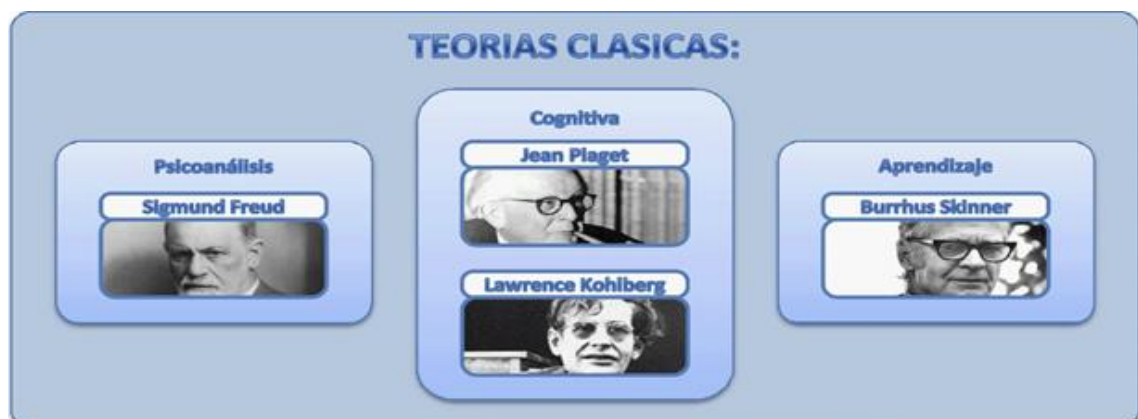 TEORIAS CLASICAS:
Psicoanálisis
Sigmund Freud
Cognitiva
Jean Piaget
Lawrence Kohlberg
Aprendizaje
Burrhus Skinner